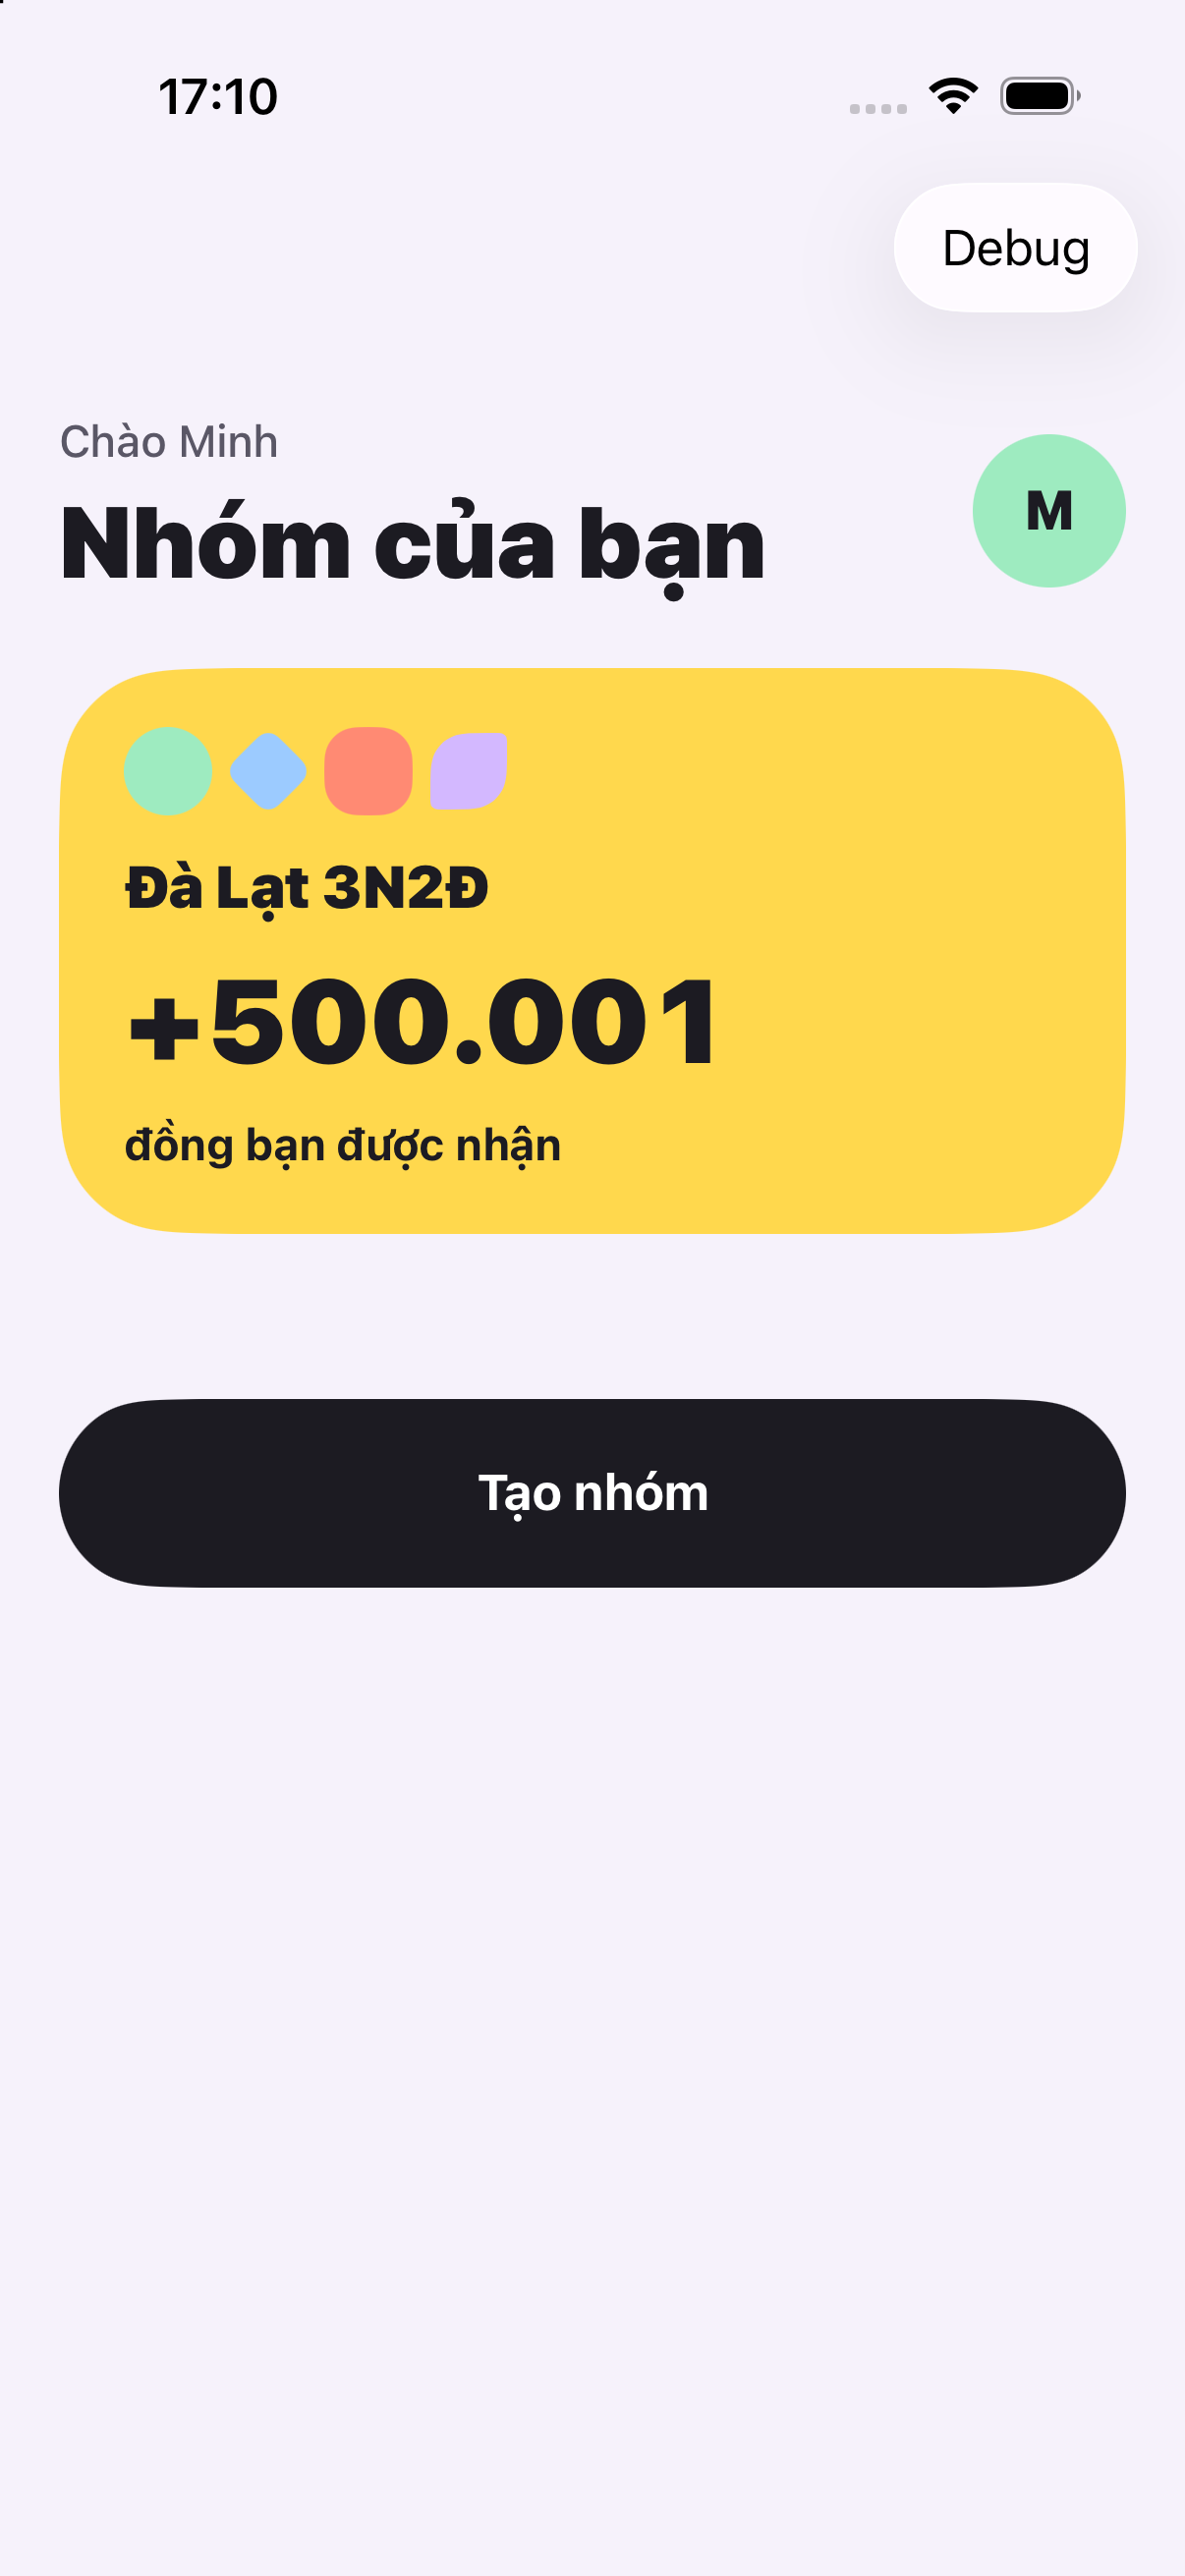 17:10
Debug
Chào Minh
Nhóm của bạn
M
Đà Lạt 3N2Đ
+500.001
đồng bạn được nhận
Tạo nhóm